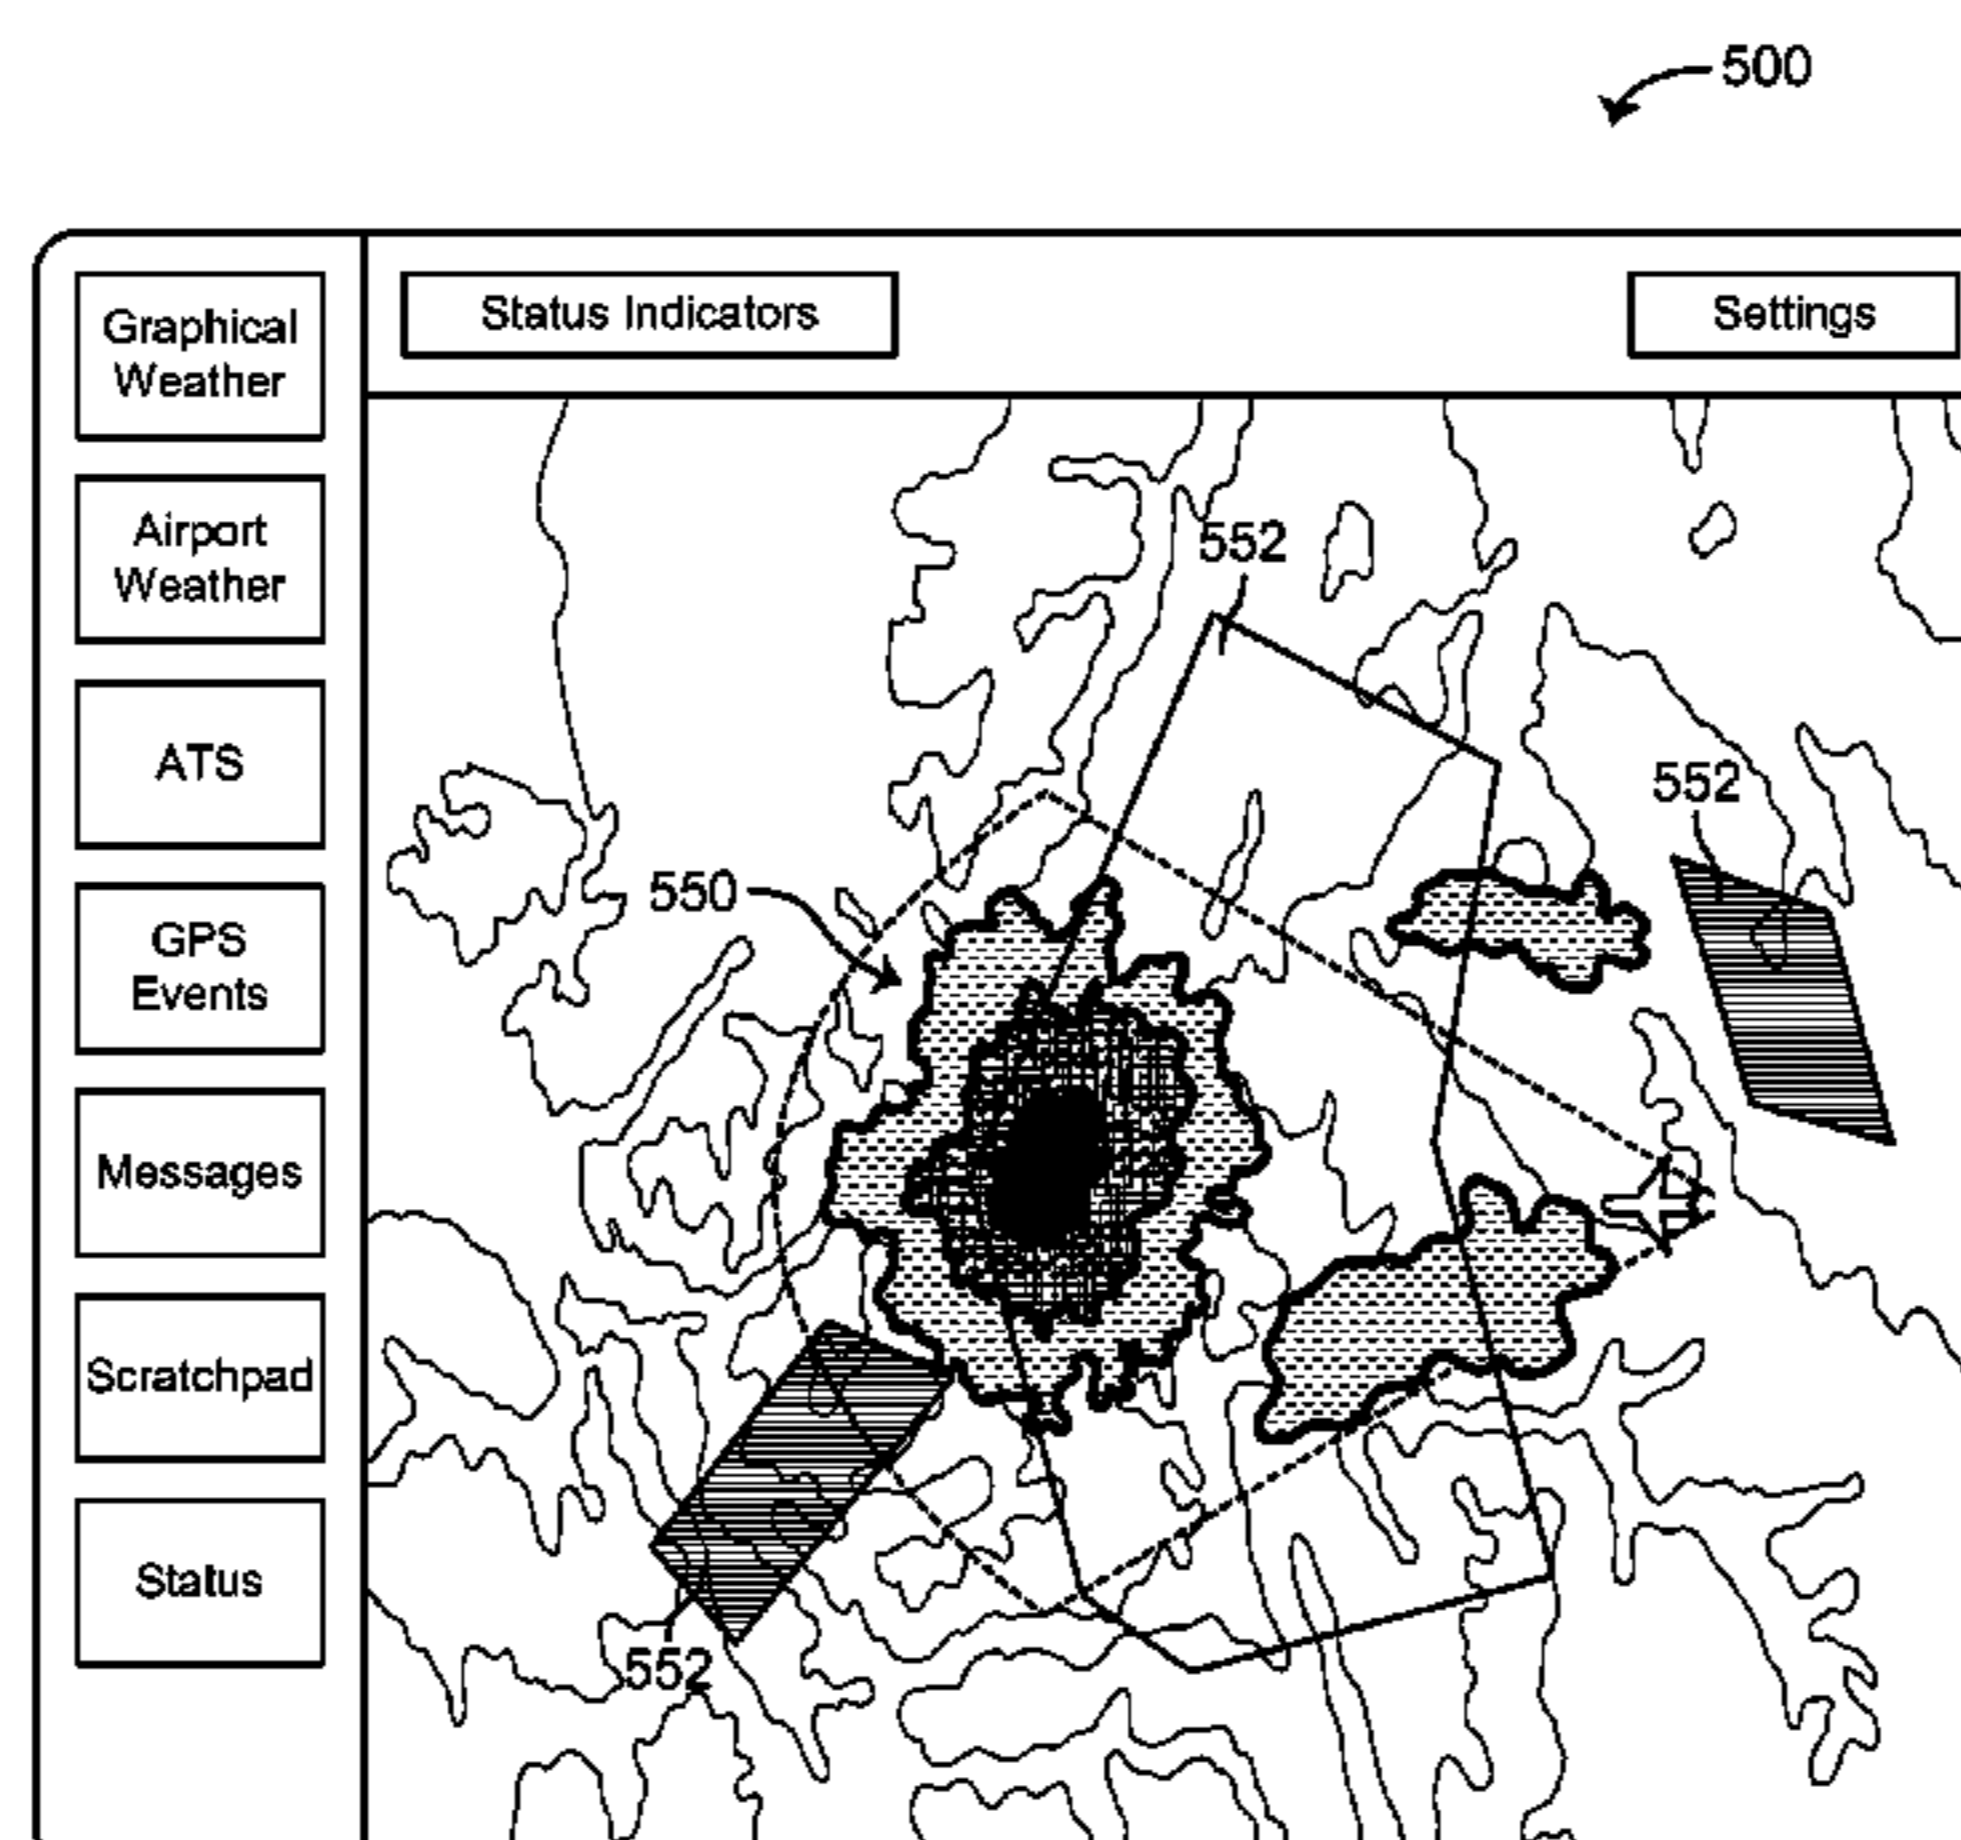 500
Status Indicators
Settings
Graphical
Weather
Airport
Weather
ATS
GPS
Events
Messages
Scratchpad
Status
552
552
550
552